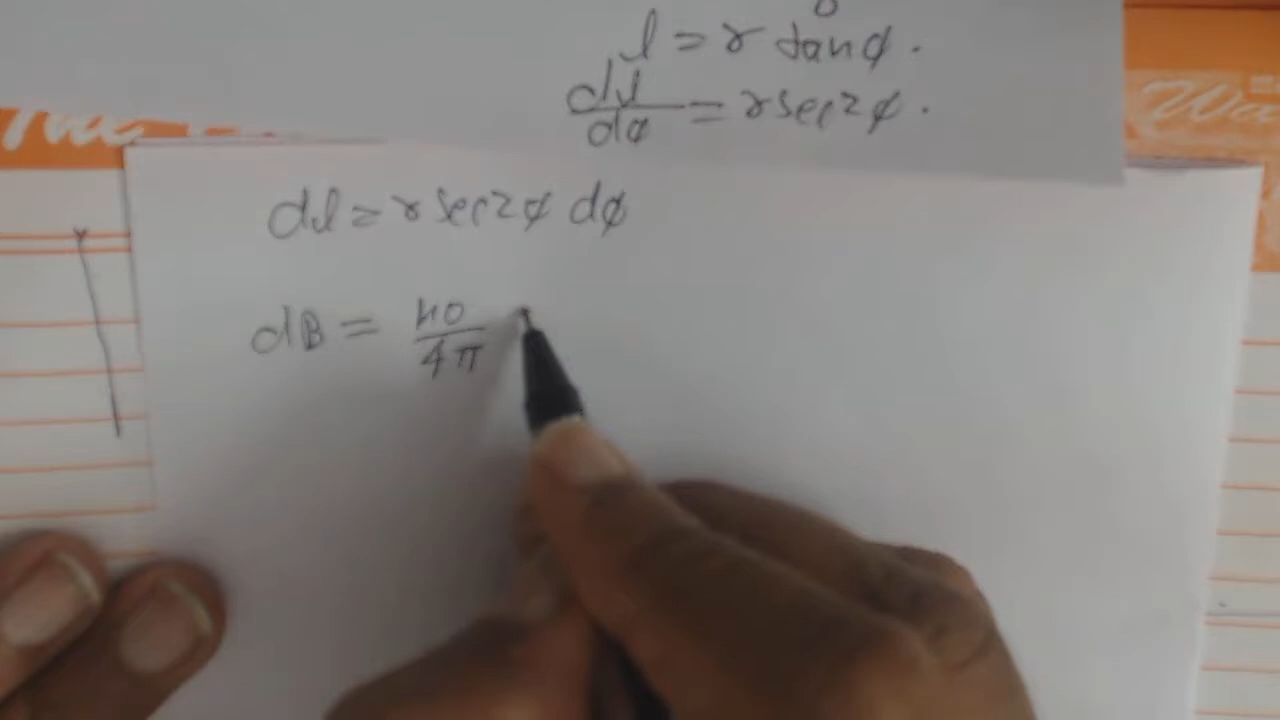 l = r tanφ.
dl/dφ = r sec2φ.
dl = r sec2φ dφ
dB = μ0/4π